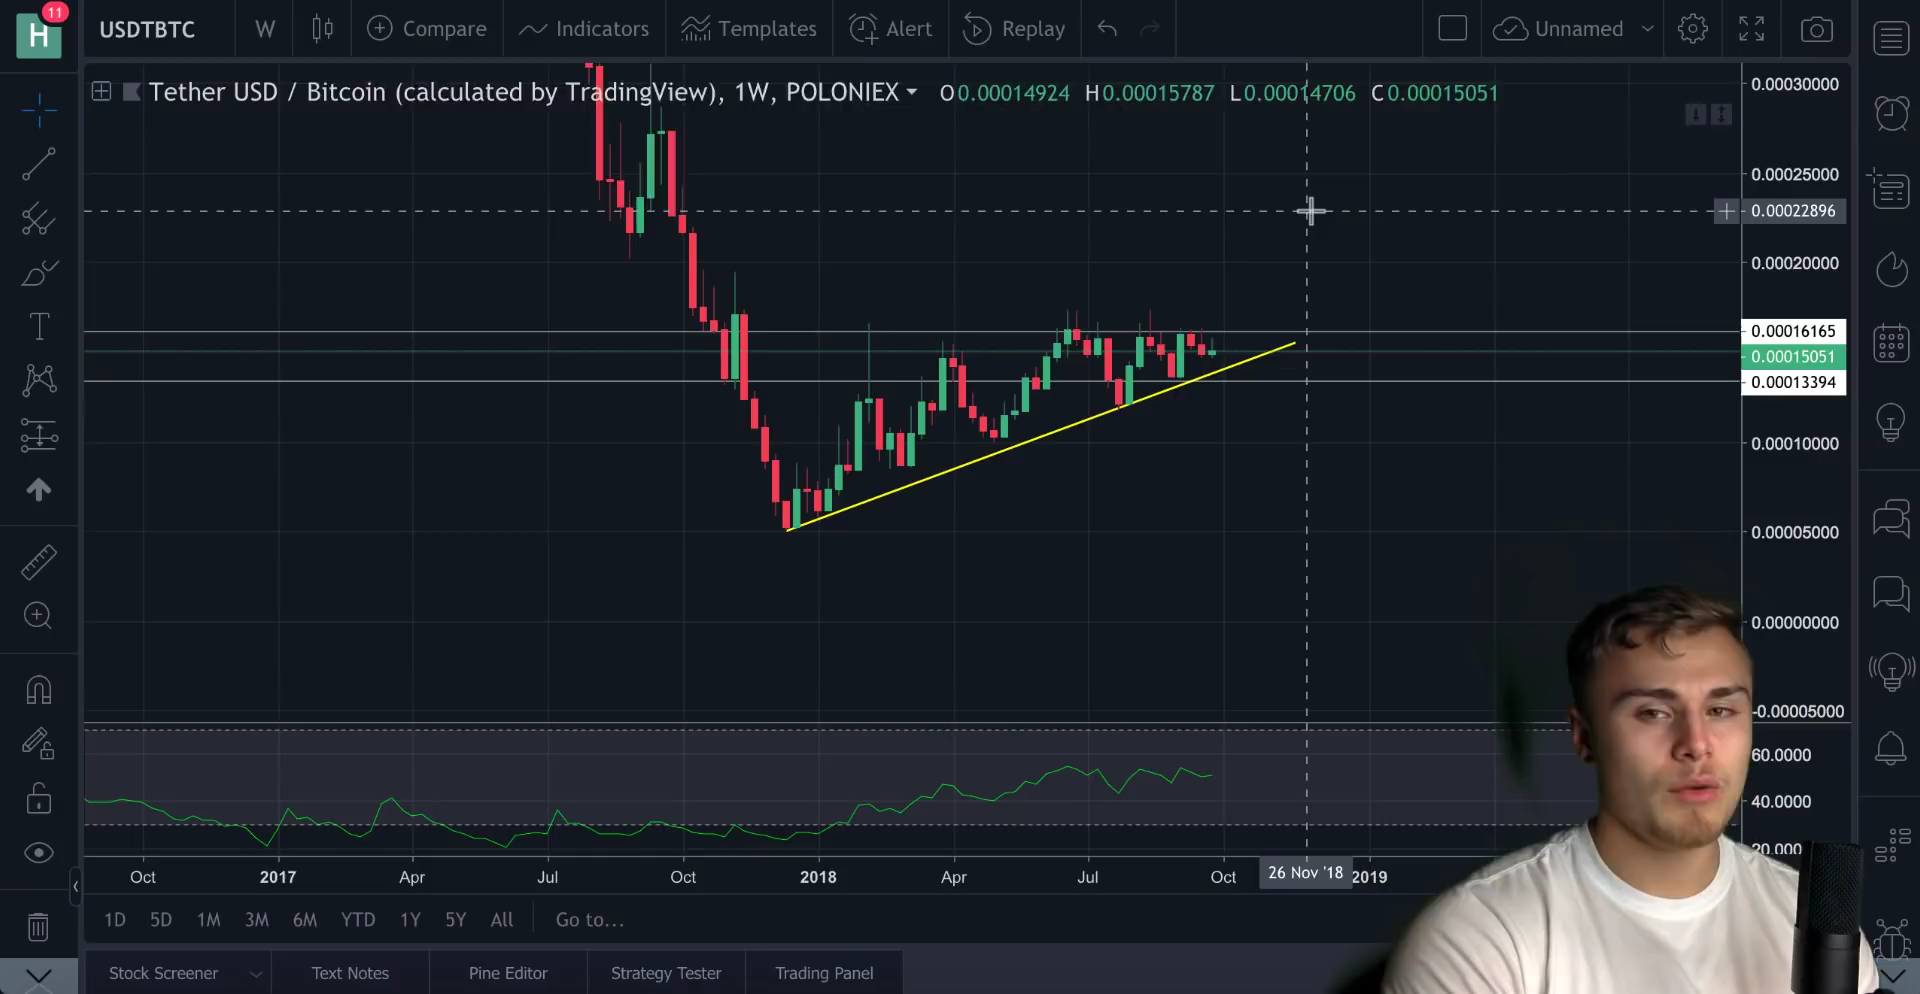 11
H
USDTBTC
W
Compare
Indicators
Templates
Alert
Replay
Unnamed
Tether USD / Bitcoin (calculated by TradingView), 1W, POLONIEX
O0.00014924 H0.00015787 L0.00014706 C0.00015051
0.00030000
0.00025000
0.00022896
0.00020000
0.00016165
0.00015051
0.00013394
0.00010000
0.00005000
0.00000000
-0.00005000
60.0000
40.0000
20.000
Oct
2017
Apr
Jul
Oct
2018
Apr
Jul
Oct
26 Nov '18
2019
1D 5D 1M 3M 6M YTD 1Y 5Y All Go to...
Stock Screener
Text Notes
Pine Editor
Strategy Tester
Trading Panel